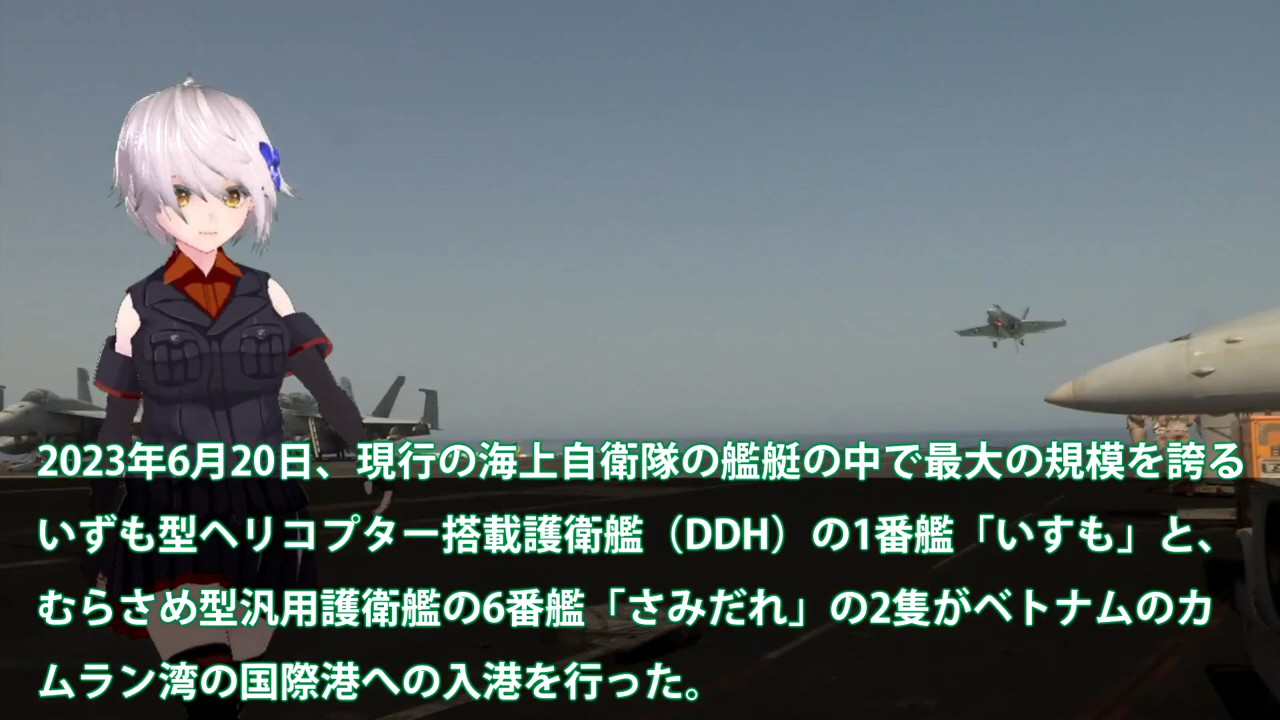 2023年6月20日、現行の海上自衛隊の艦艇の中で最大の規模を誇る
いずも型ヘリコプター搭載護衛艦（DDH）の1番艦「いすも」と、
むらさめ型汎用護衛艦の6番艦「さみだれ」の2隻がベトナムのカ
ムラン湾の国際港への入港を行った。